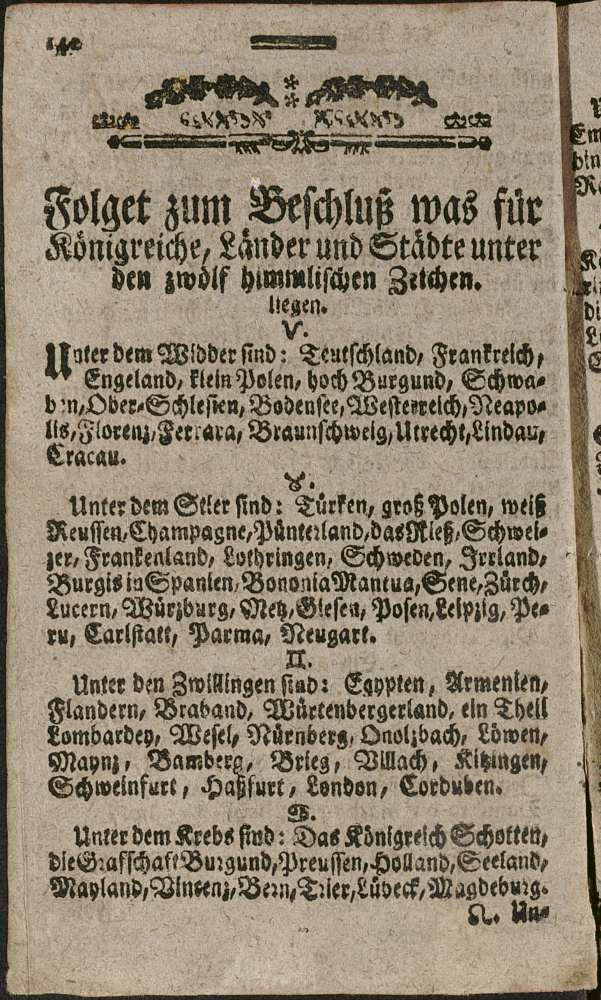 140
Folget zum Beschluß was für
Königreiche, Länder und Städte unter
den zwölf himmlischen Zeichen.
liegen.
♈.
Unter dem Widder sind: Teutschland, Frankreich,
Engeland, klein Polen, hoch Burgund, Schwa-
ben, Ober-Schlesien, Bodensee, Westerreich, Neapo-
lis, Florenz, Ferrara, Braunschweig, Utrecht, Lindau,
Cracau.
♉.
Unter dem Stier sind: Türken, groß Polen, weiß
Reussen, Champagne, Pünterland, das Rieß, Schwei-
zer, Frankenland, Lothringen, Schweden, Irrland,
Burgis in Spanien, Bononia Mantua, Sene, Zürch,
Lucern, Würzburg, Metz, Giesen, Posen, Leipzig, Pe-
ru, Carlstatt, Parma, Neugart.
♊.
Unter den Zwillingen sind: Egypten, Armenien,
Flandern, Braband, Würtenbergerland, ein Theil
Lombardey, Wesel, Nürnberg, Onolzbach, Löwen,
Maynz, Bamberg, Brieg, Villach, Kitzingen,
Schweinfurt, Haßfurt, London, Corduben.
♋.
Unter dem Krebs sind: Das Königreich Schotten,
die Grafschaft Burgund, Preussen, Holland, Seeland,
Mayland, Vincenz, Bern, Trier, Lübeck, Magdeburg.
♌. Un-